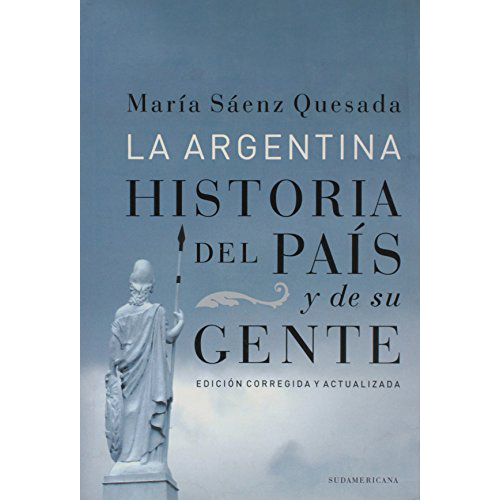 María Sáenz Quesada
LA ARGENTINA
HISTORIA
DEL PAÍS
y de su
GENTE
EDICIÓN CORREGIDA Y ACTUALIZADA
SUDAMERICANA